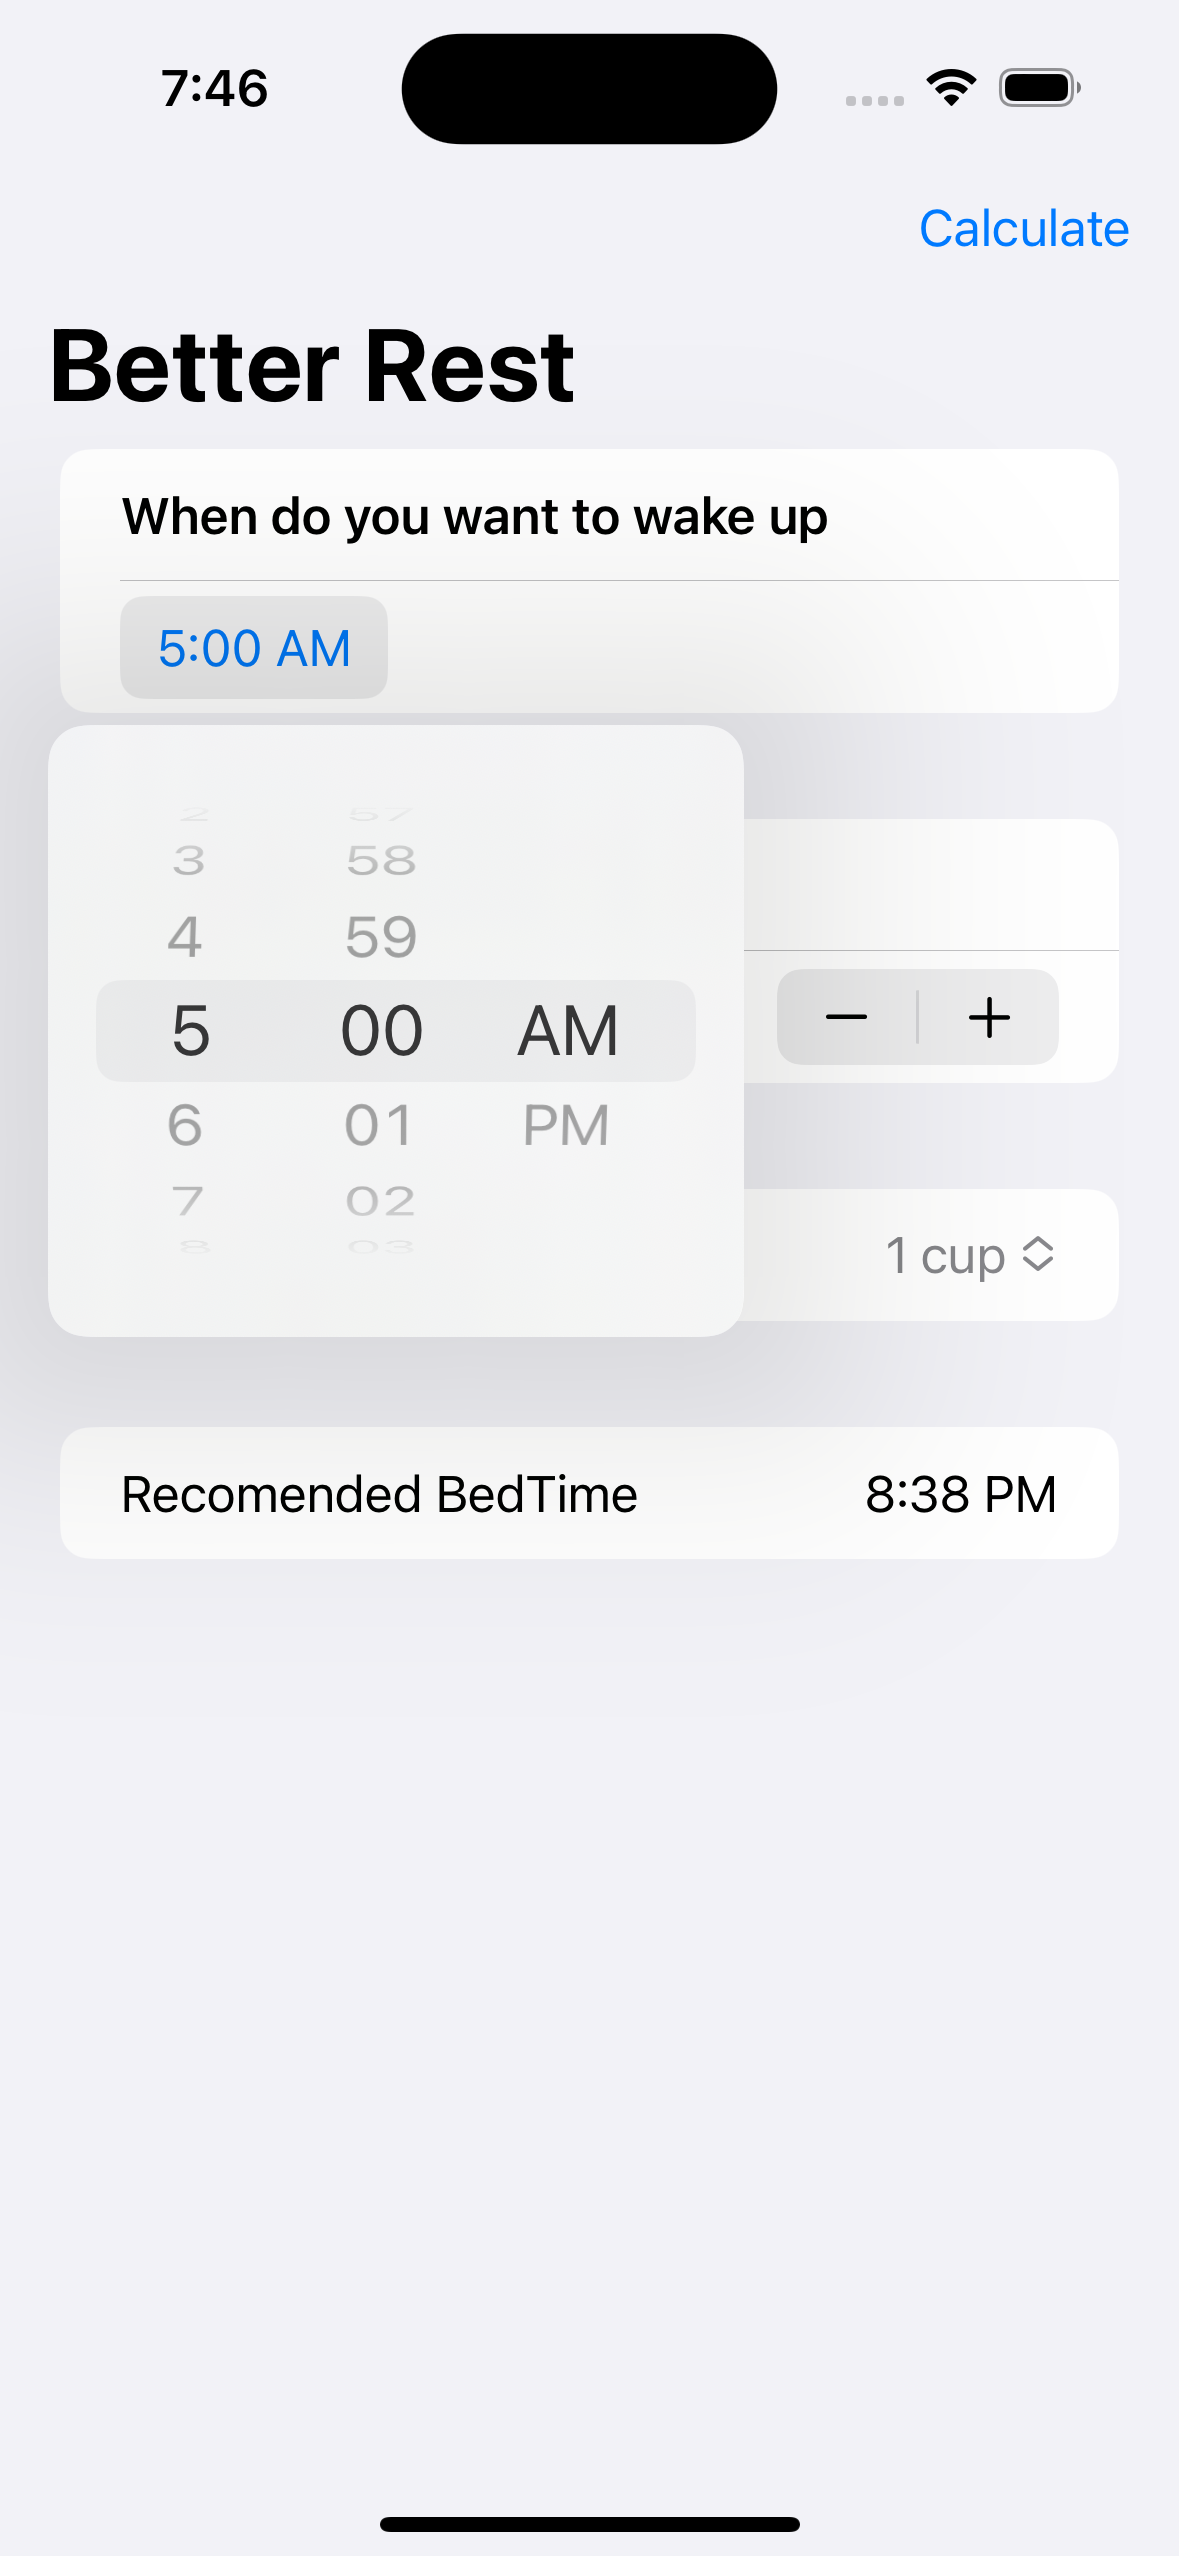 7:46
Calculate
Better Rest
When do you want to wake up
5:00 AM
2 57
3 58
4 59
5 00 AM
6 01 PM
7 02
8 03
1 cup
Recomended BedTime 8:38 PM